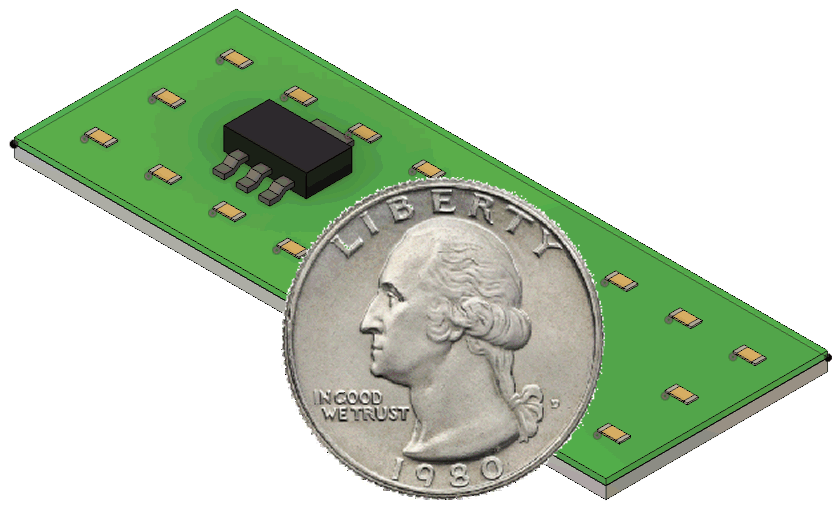 LIBERTY
IN GOD
WE TRUST
D
1980